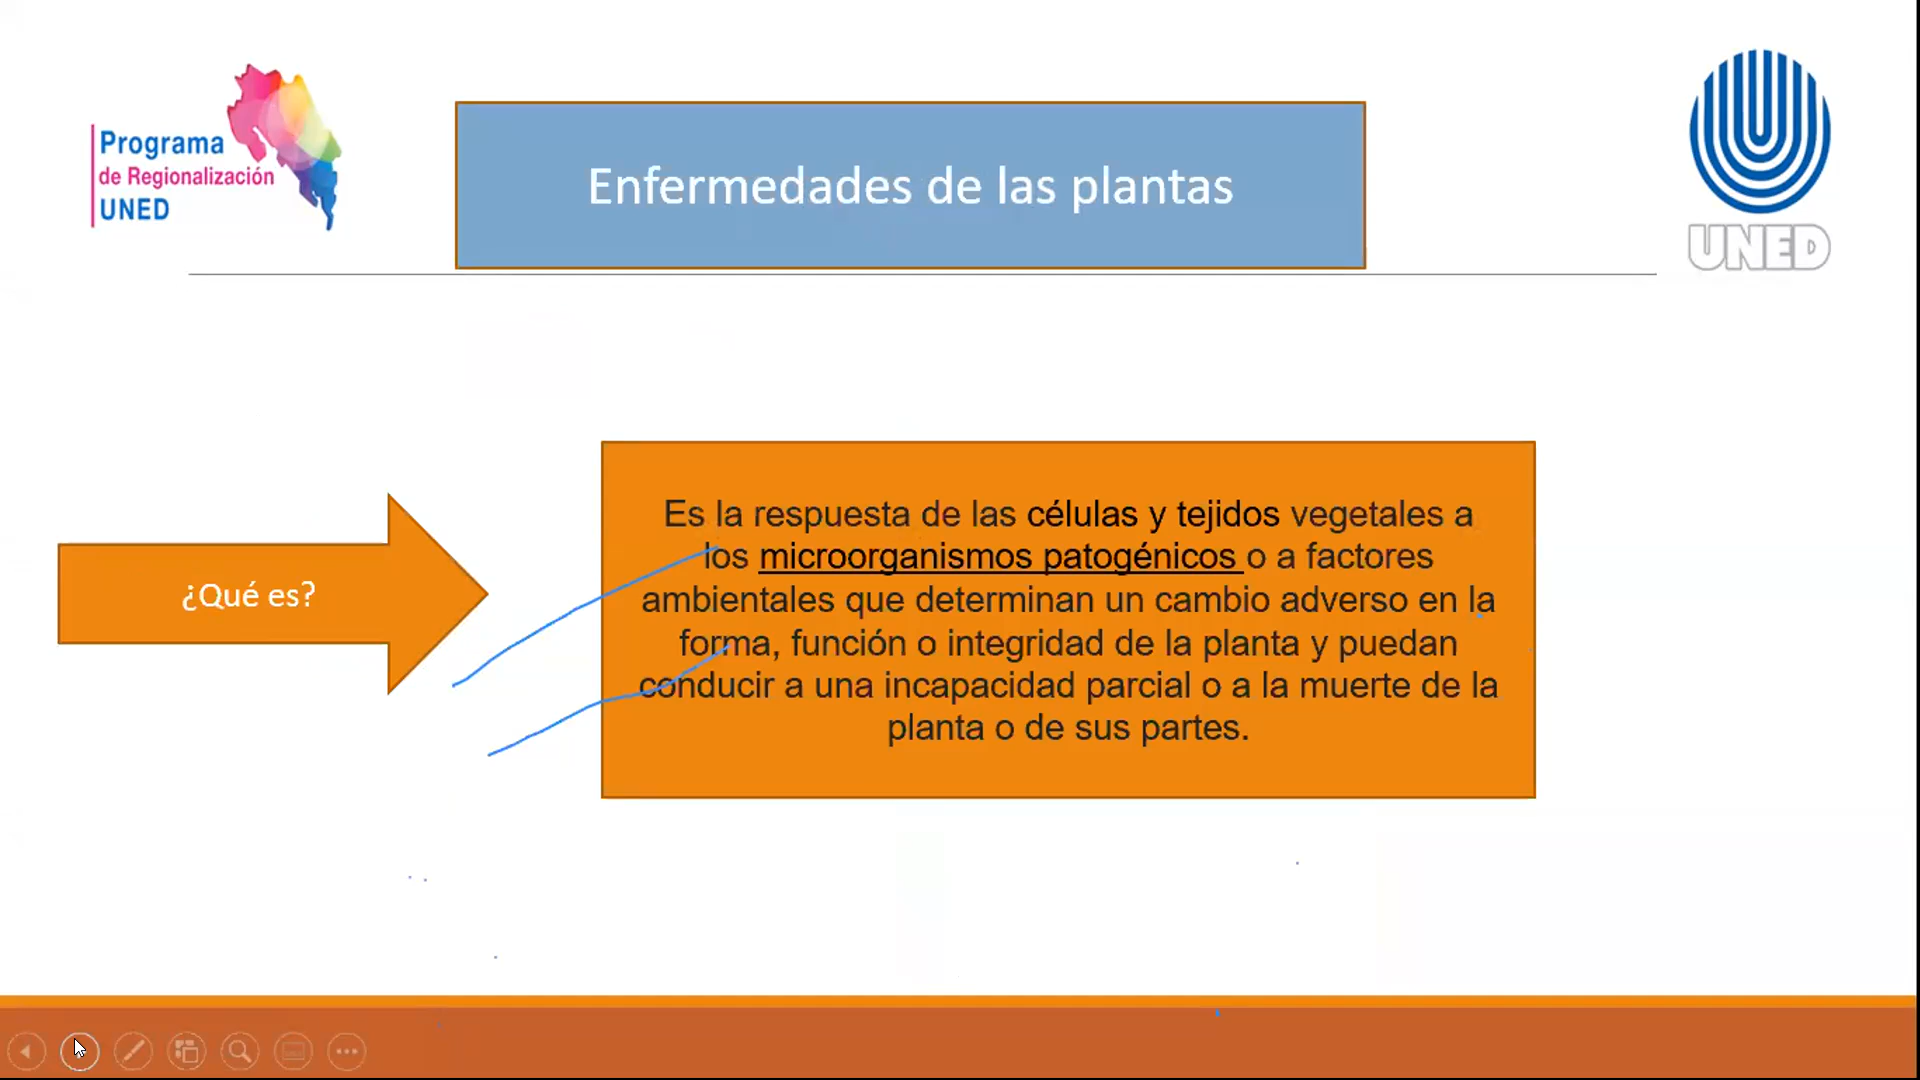 Programa
de Regionalización
UNED
Enfermedades de las plantas
UNED
¿Qué es?
Es la respuesta de las células y tejidos vegetales a
los microorganismos patogénicos o a factores
ambientales que determinan un cambio adverso en la
forma, función o integridad de la planta y puedan
conducir a una incapacidad parcial o a la muerte de la
planta o de sus partes.